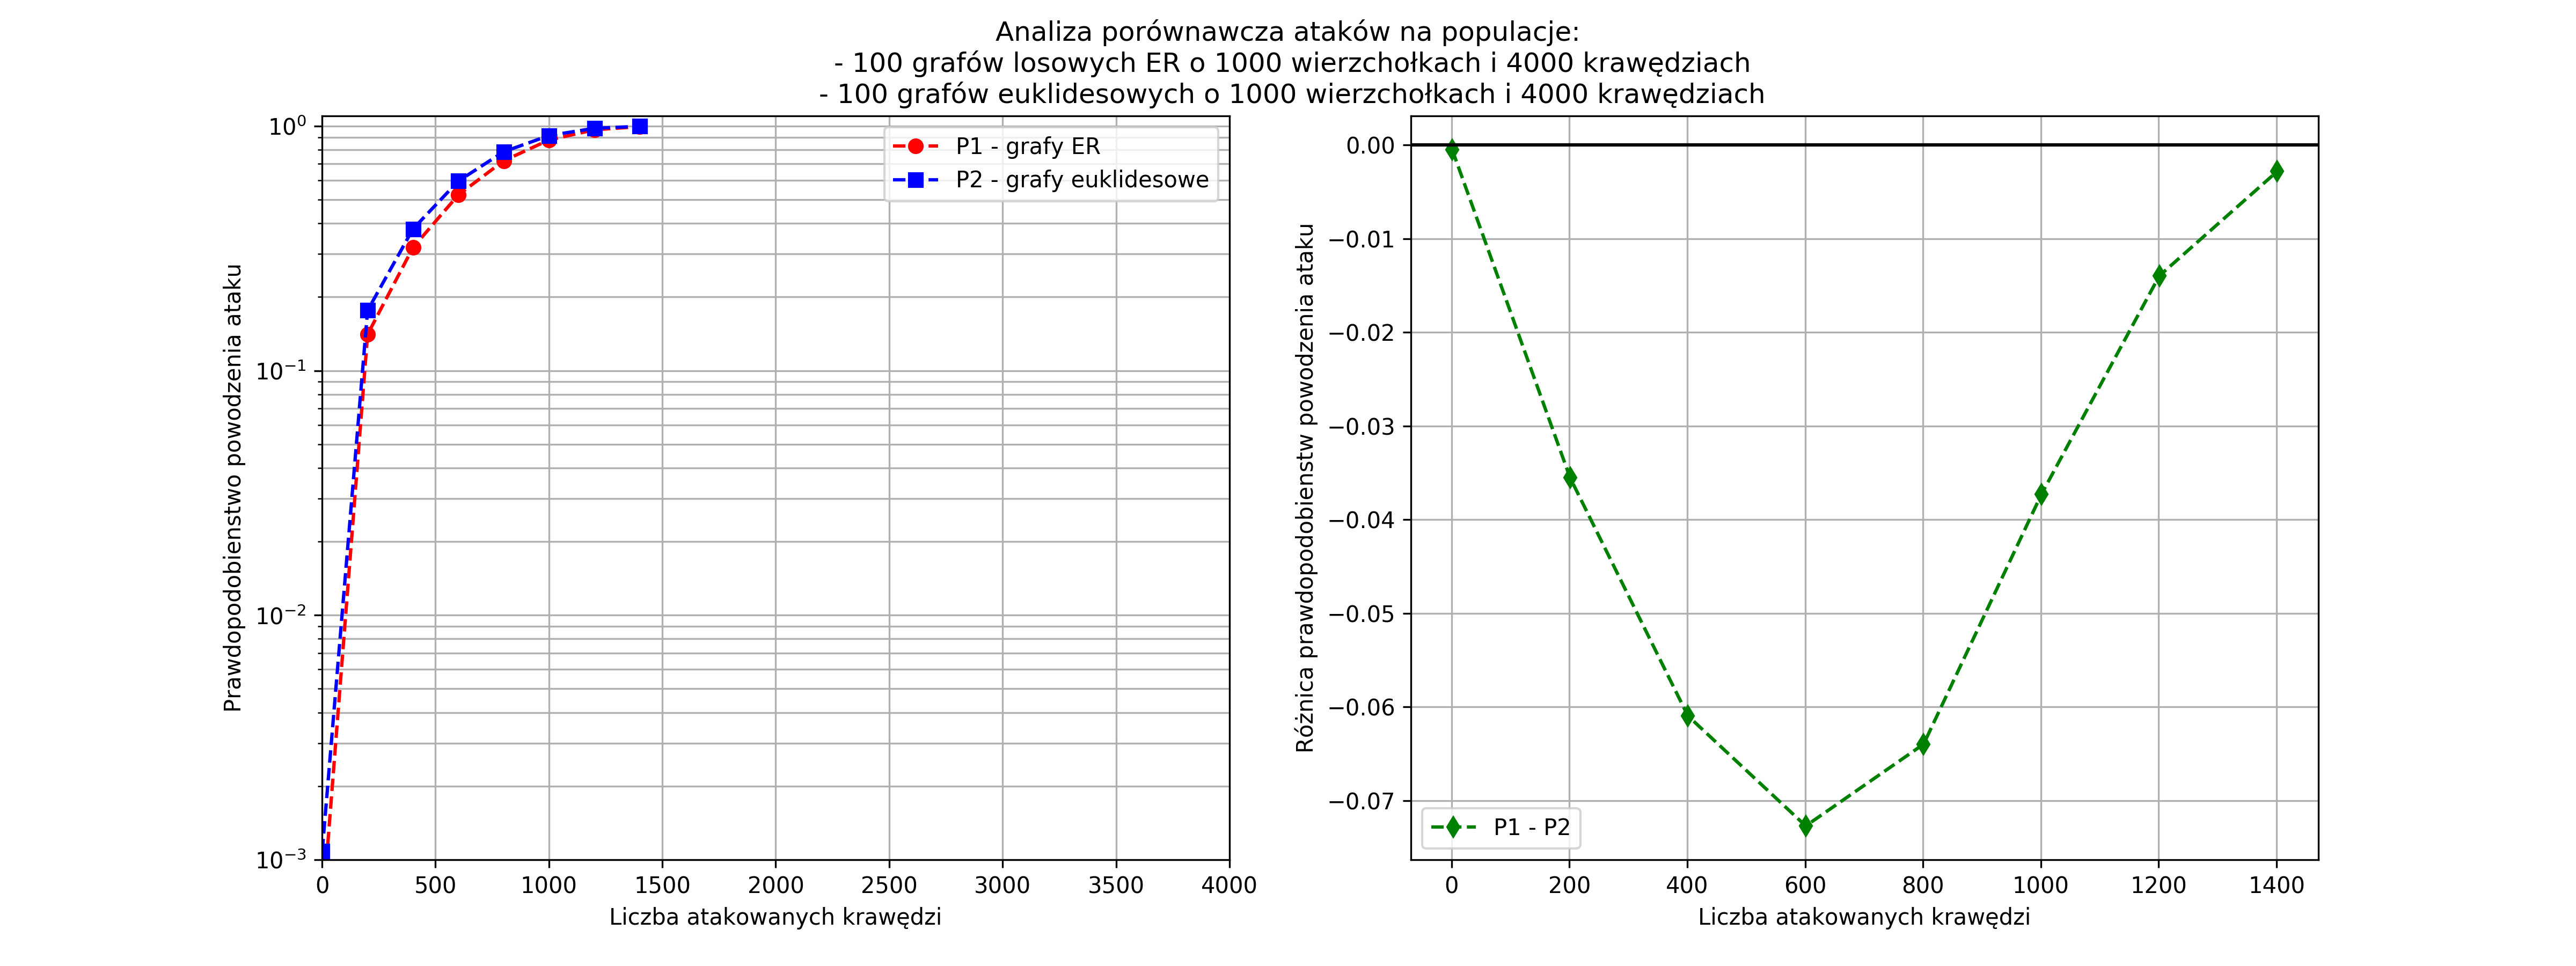 Analiza porównawcza ataków na populacje:
- 100 grafów losowych ER o 1000 wierzchołkach i 4000 krawędziach
- 100 grafów euklidesowych o 1000 wierzchołkach i 4000 krawędziach
Prawdopodobienstwo powodzenia ataku
10⁰
10⁻¹
10⁻²
10⁻³
P1 - grafy ER
P2 - grafy euklidesowe
0 500 1000 1500 2000 2500 3000 3500 4000
Liczba atakowanych krawędzi
Różnica prawdopodobienstw powodzenia ataku
0.00
−0.01
−0.02
−0.03
−0.04
−0.05
−0.06
−0.07
P1 - P2
0 200 400 600 800 1000 1200 1400
Liczba atakowanych krawędzi